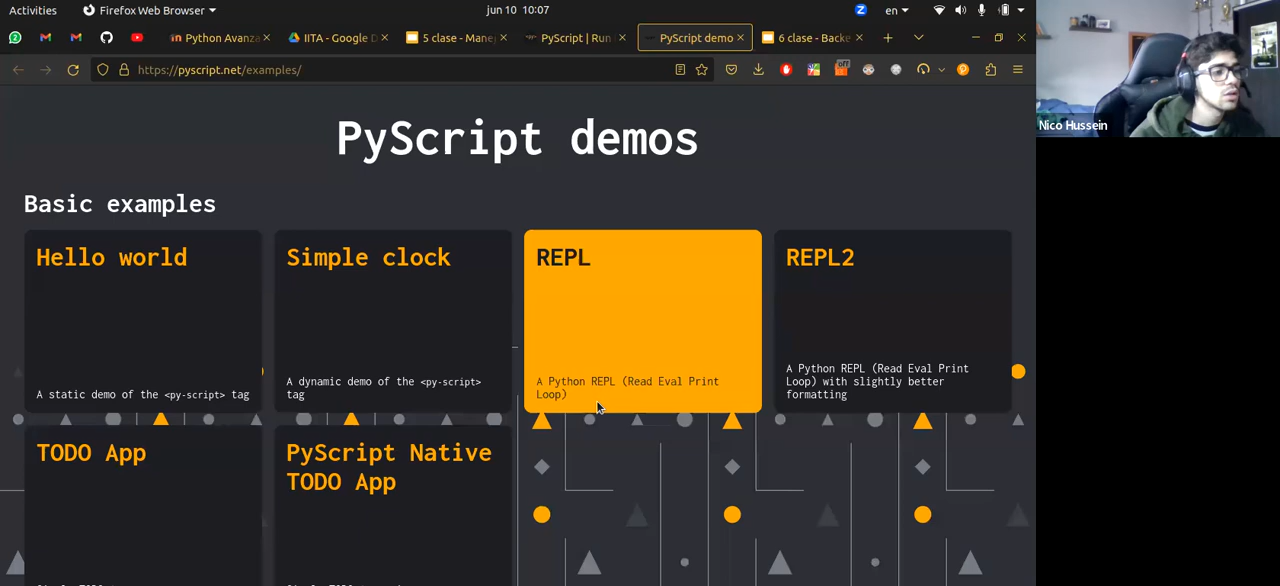 Activities
Firefox Web Browser
jun 10 10:07
en
Python Avanza
IITA - Google D
5 clase - Mane
PyScript | Run
PyScript demo
6 clase - Backe
https://pyscript.net/examples/
off
Nico Hussein
PyScript demos
Basic examples
Hello world
A static demo of the <py-script> tag
Simple clock
A dynamic demo of the <py-script>
tag
REPL
A Python REPL (Read Eval Print
Loop)
REPL2
A Python REPL (Read Eval Print
Loop) with slightly better
formatting
TODO App
PyScript Native
TODO App